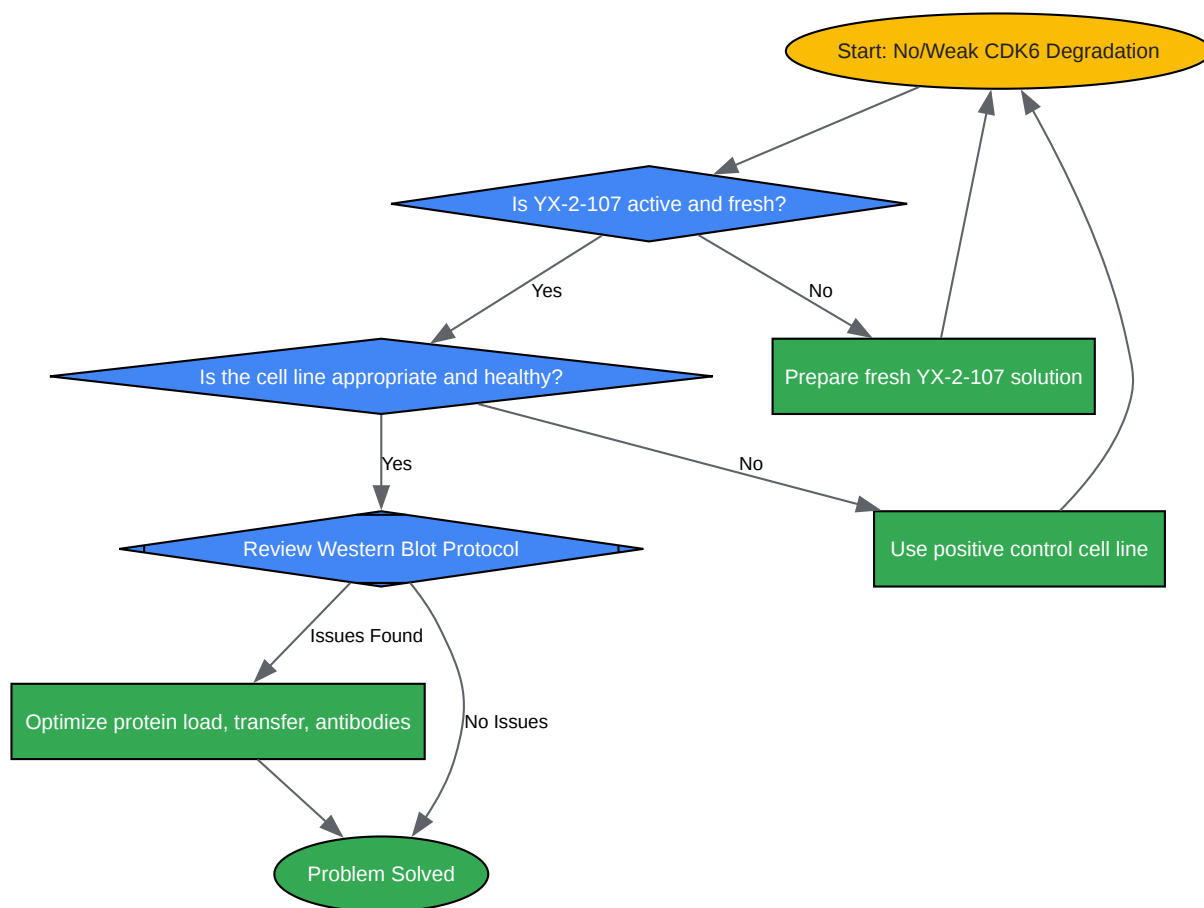 Start: No/Weak CDK6 Degradation
Is YX-2-107 active and fresh?
Yes
No
Is the cell line appropriate and healthy?
Prepare fresh YX-2-107 solution
Yes
No
Review Western Blot Protocol
Use positive control cell line
Issues Found
Optimize protein load, transfer, antibodies
No Issues
Problem Solved